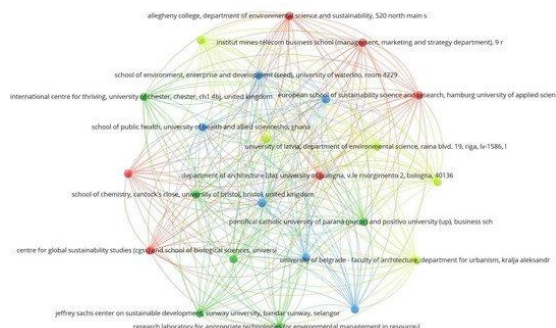 allegheny college, department of environmental science and sustainability, 520 north main s
institut mines-télécom business school (management, marketing and strategy department), 9 r
school of environment, enterprise and development (seed), university of waterloo, room 4229
international centre for thriving, university of chester, chester, ch1 4bj, united kingdom
european school of sustainability science and research, hamburg university of applied scien
school of public health, university of health and allied sciencesho, ghana
university of latvia, department of environmental science, raina blvd. 19; riga, lv-1586, l
department of architecture (da), university of bologna, v.le risorgimento 2, bologna, 40136
school of chemistry, cantock's close, university of bristol, bristol, united kingdom
pontifical catholic university of paraná (pucpr) and positivo university (up), business sch
centre for global sustainability studies (cgss) and school of biological sciences, universi
university of belgrade - faculty of architecture, department for urbanism, kralja aleksandr
jeffrey sachs center on sustainable development, sunway university, bandar sunway, selangor
research laboratory for appropriate technologies for environmental management in resource-l